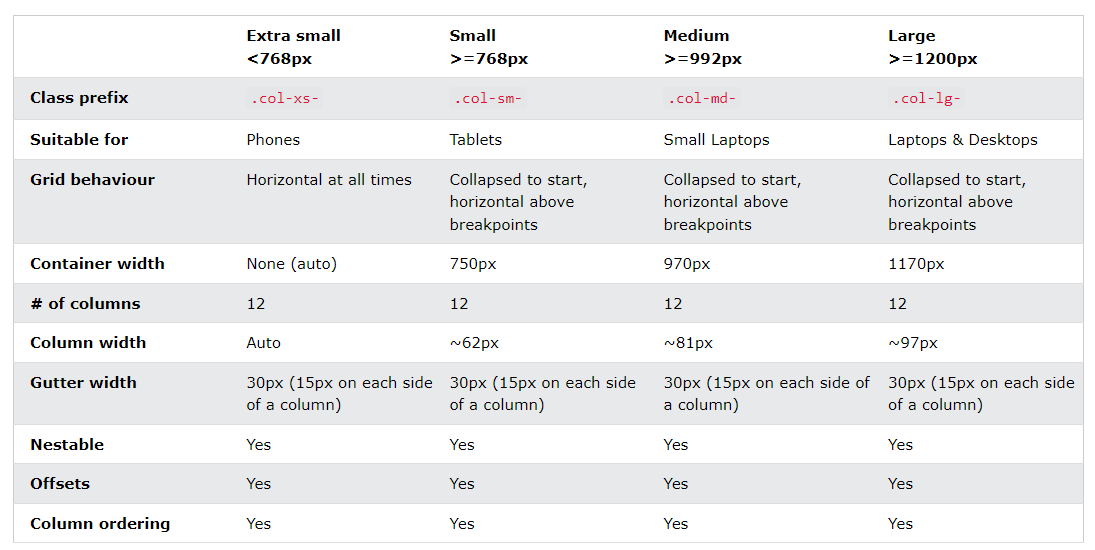 Extra small Small Medium Large
<768px >=768px >=992px >=1200px
Class prefix .col-xs- .col-sm- .col-md- .col-lg-
Suitable for Phones Tablets Small Laptops Laptops & Desktops
Grid behaviour Horizontal at all times Collapsed to start, Collapsed to start, Collapsed to start,
horizontal above horizontal above horizontal above
breakpoints breakpoints breakpoints
Container width None (auto) 750px 970px 1170px
# of columns 12 12 12 12
Column width Auto ~62px ~81px ~97px
Gutter width 30px (15px on each side 30px (15px on each side 30px (15px on each side of 30px (15px on each side
of a column) of a column) a column) of a column)
Nestable Yes Yes Yes Yes
Offsets Yes Yes Yes Yes
Column ordering Yes Yes Yes Yes